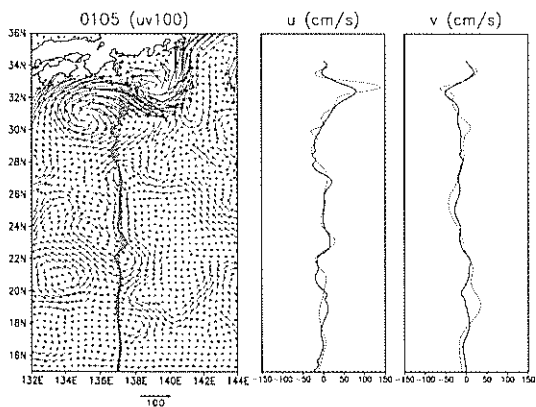 0105 (uv100)
u (cm/s)
v (cm/s)
36N
34N
32N
30N
28N
26N
24N
22N
20N
18N
16N
132E 134E 136E 138E 140E 142E 144E
100
-150 -100 -50 0 50 100 150
-150 -100 -50 0 50 100 150